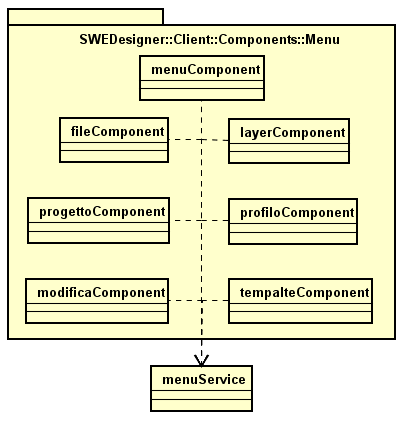 SWEDesigner::Client::Components::Menu
menuComponent
fileComponent
layerComponent
progettoComponent
profiloComponent
modificaComponent
tempalteComponent
menuService